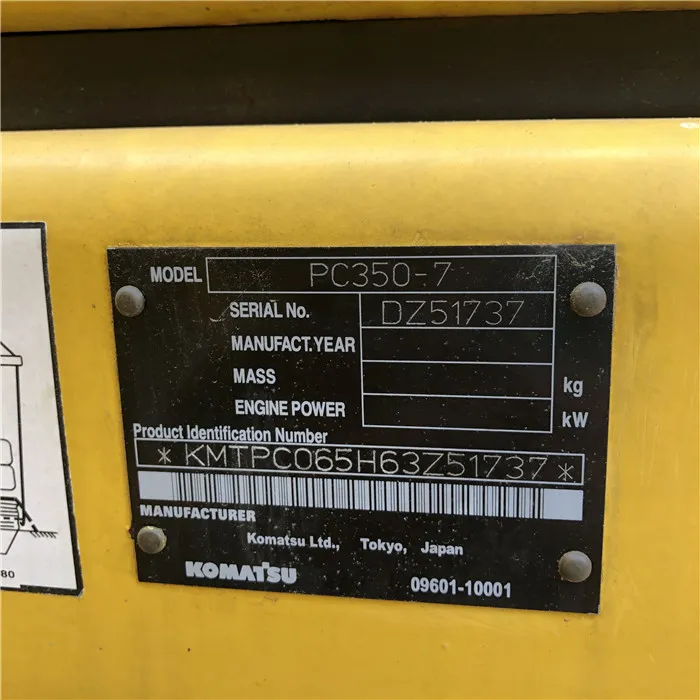 MODEL PC350-7
SERIAL No. DZ51737
MANUFACT.YEAR
MASS kg
ENGINE POWER kW
Product Identification Number
*KMTPC065H63Z51737*
MANUFACTURER
Komatsu Ltd., Tokyo, Japan
KOMATSU 09601-10001
80